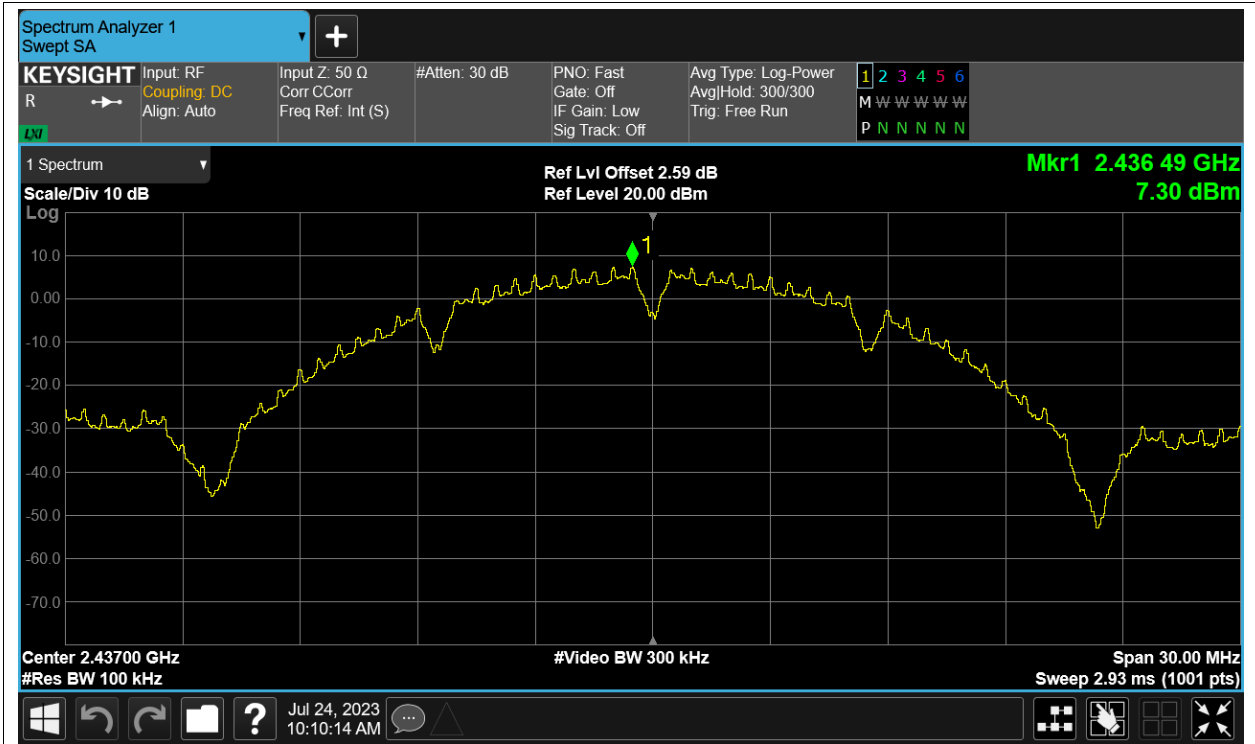 Spectrum Analyzer 1
Swept SA
KEYSIGHT
R
LXI
Input: RF
Coupling: DC
Align: Auto
Input Z: 50 Ω
Corr CCorr
Freq Ref: Int (S)
#Atten: 30 dB
PNO: Fast
Gate: Off
IF Gain: Low
Sig Track: Off
Avg Type: Log-Power
Avg|Hold: 300/300
Trig: Free Run
1 2 3 4 5 6
M W W W W W
P N N N N N
1 Spectrum
Scale/Div 10 dB
Log
Ref Lvl Offset 2.59 dB
Ref Level 20.00 dBm
Mkr1 2.436 49 GHz
7.30 dBm
1
10.0
0.00
-10.0
-20.0
-30.0
-40.0
-50.0
-60.0
-70.0
Center 2.43700 GHz
#Res BW 100 kHz
#Video BW 300 kHz
Span 30.00 MHz
Sweep 2.93 ms (1001 pts)
?
Jul 24, 2023
10:10:14 AM